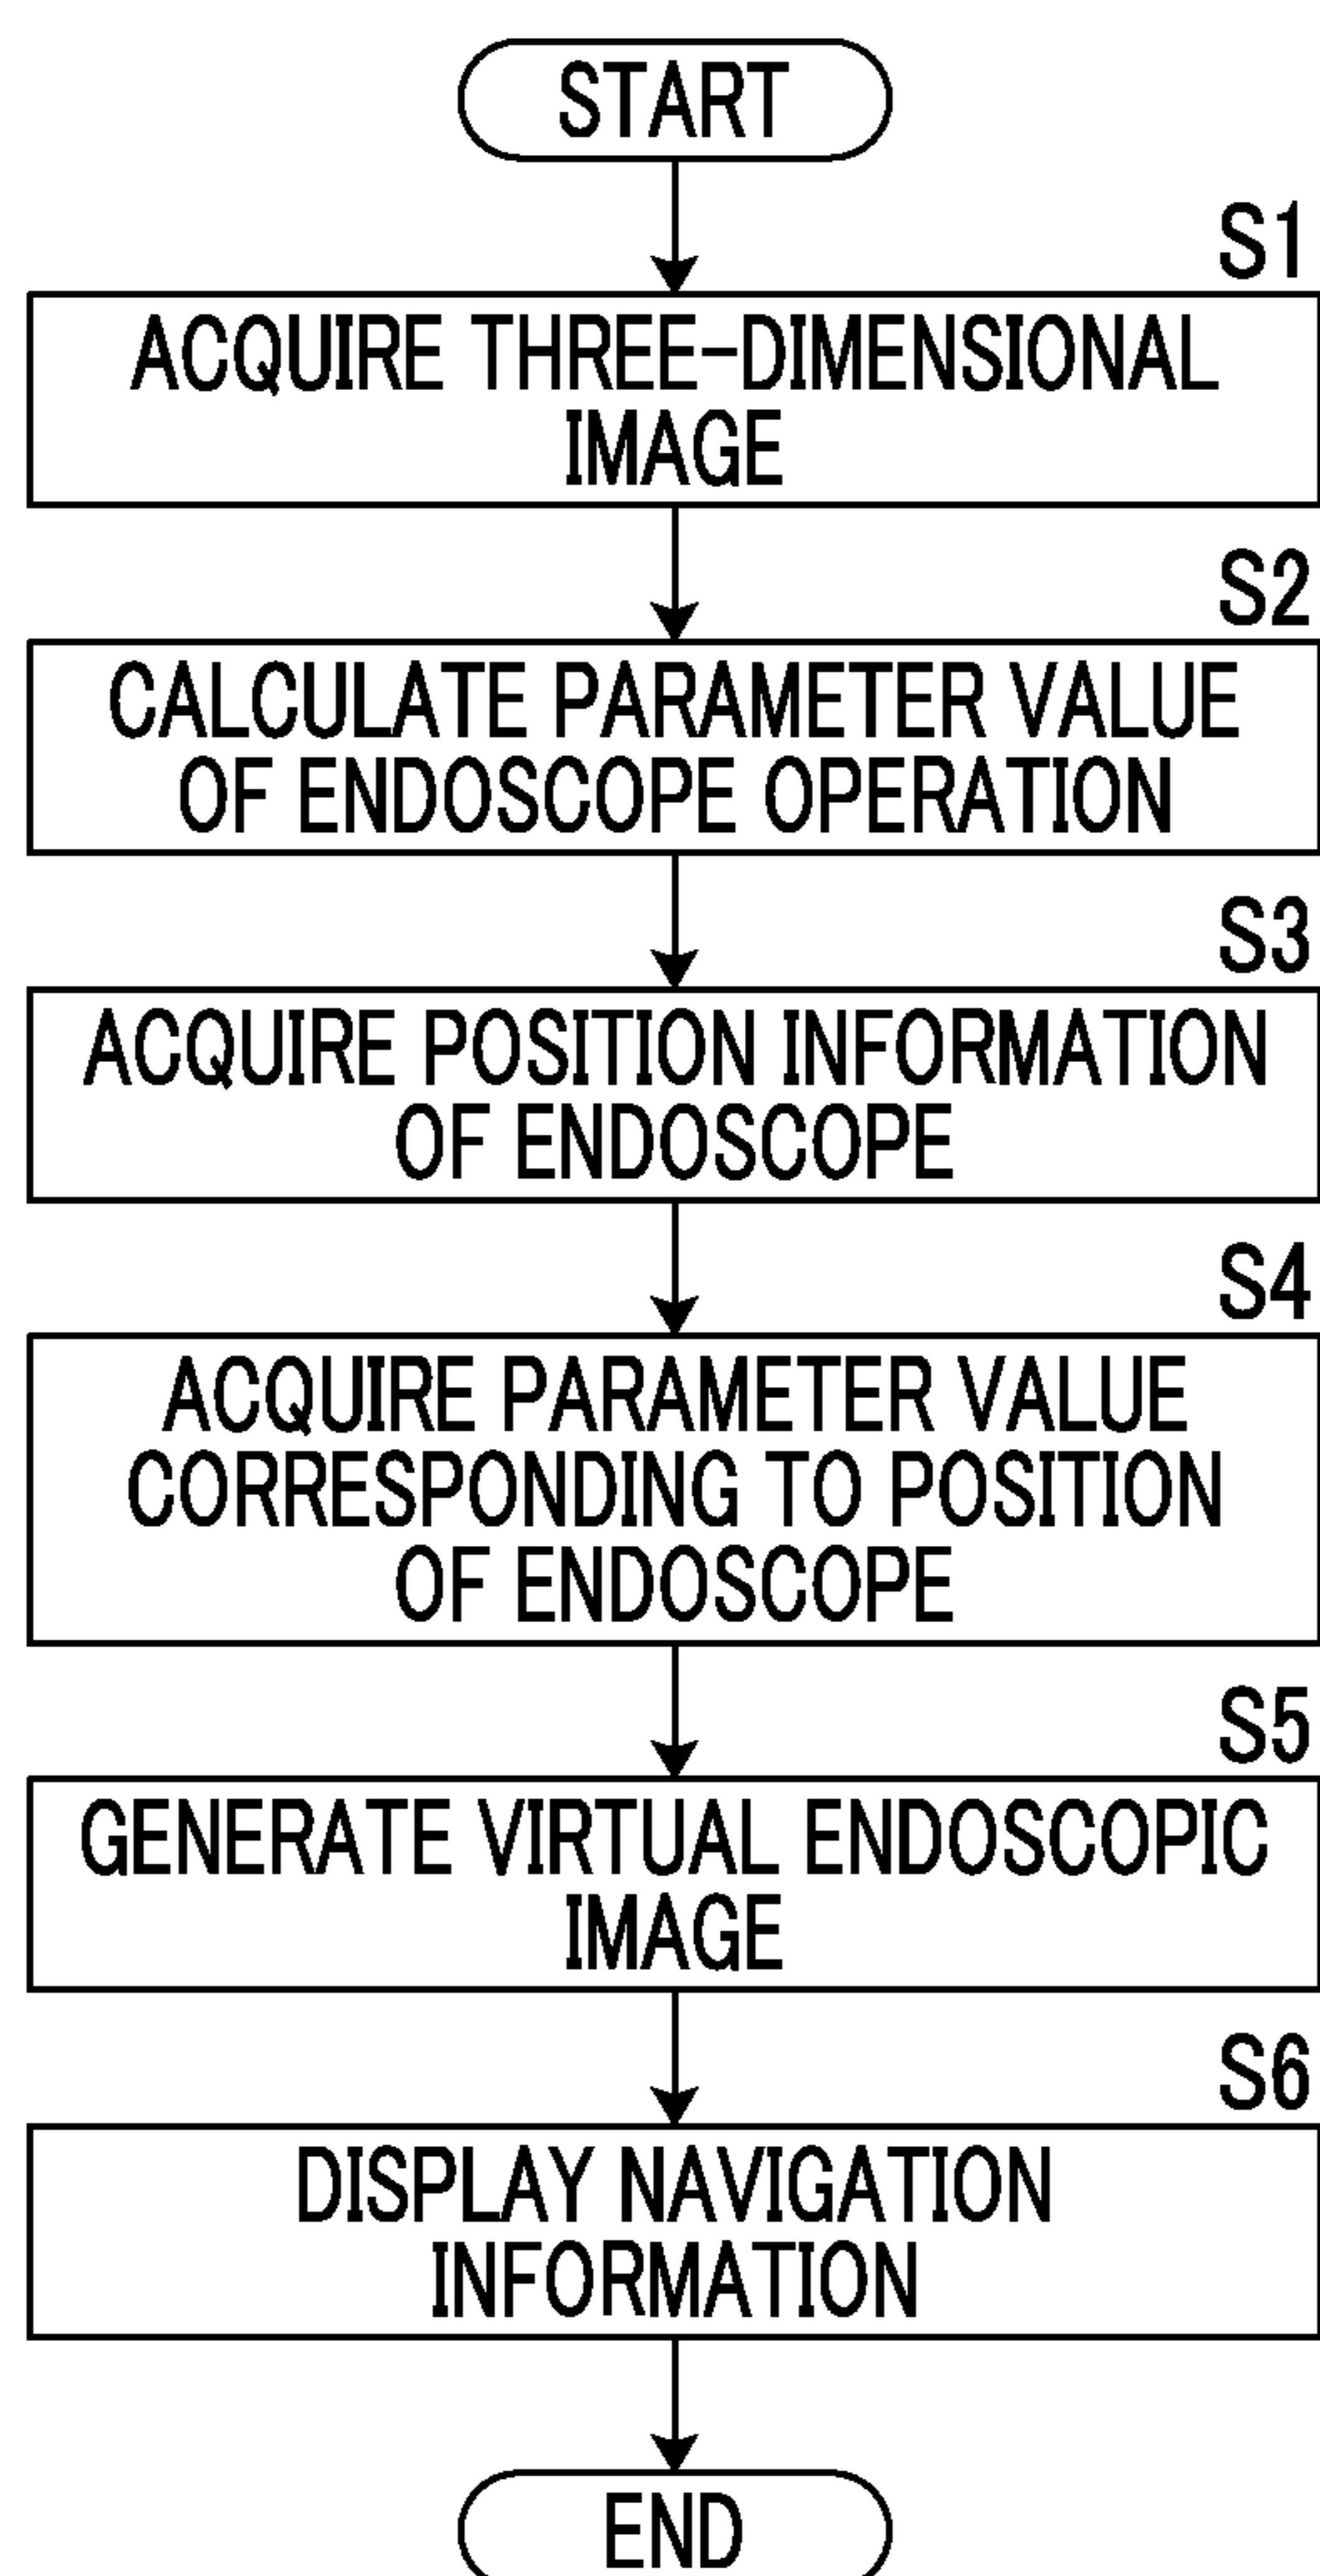 START
S1
ACQUIRE THREE-DIMENSIONAL
IMAGE
S2
CALCULATE PARAMETER VALUE
OF ENDOSCOPE OPERATION
S3
ACQUIRE POSITION INFORMATION
OF ENDOSCOPE
S4
ACQUIRE PARAMETER VALUE
CORRESPONDING TO POSITION
OF ENDOSCOPE
S5
GENERATE VIRTUAL ENDOSCOPIC
IMAGE
S6
DISPLAY NAVIGATION
INFORMATION
END